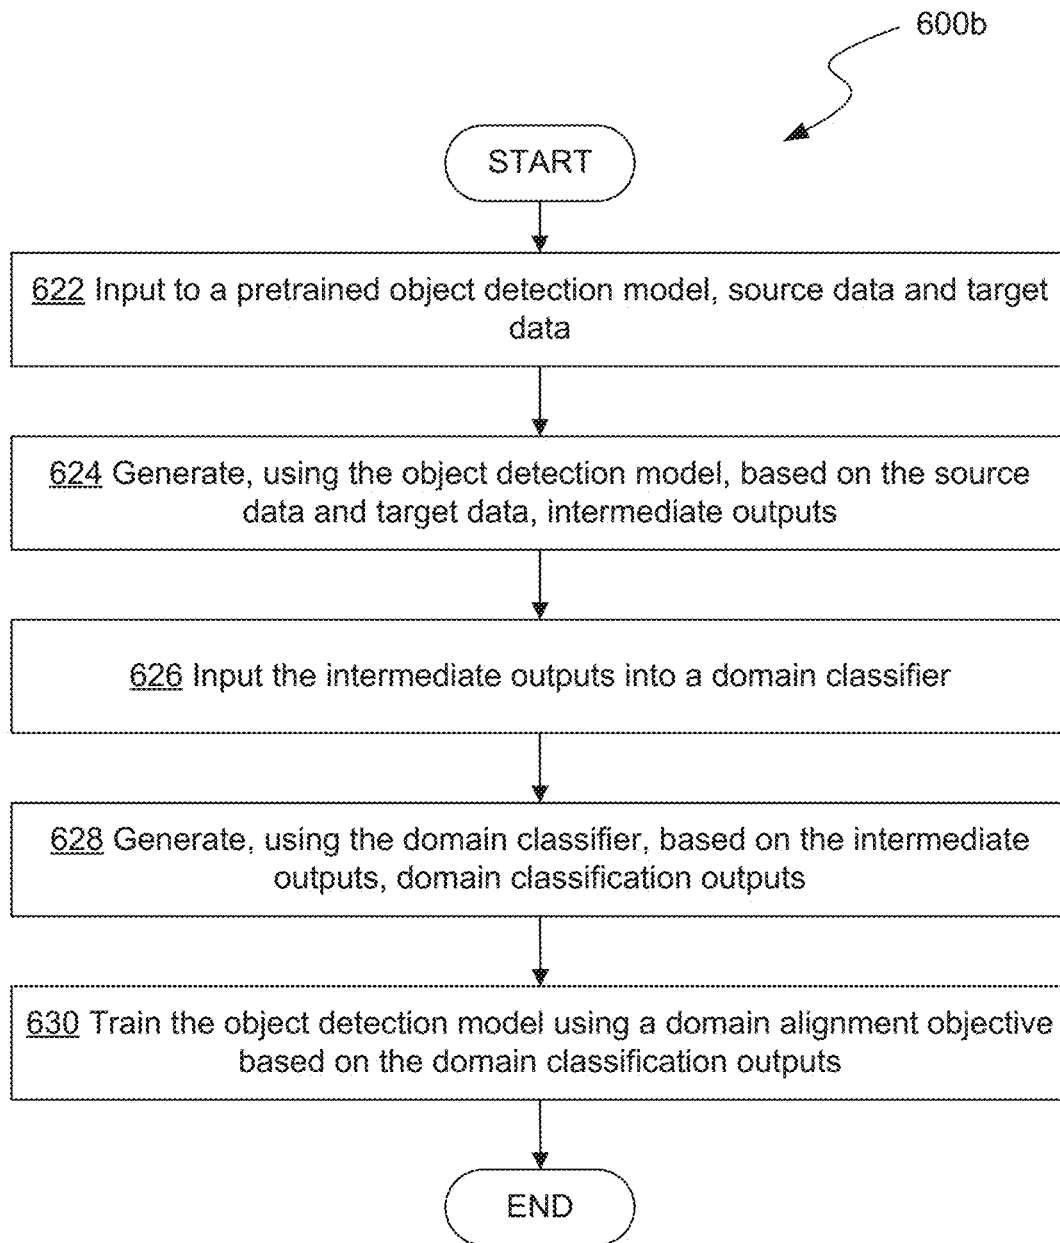 600b
START
622 Input to a pretrained object detection model, source data and target
data
624 Generate, using the object detection model, based on the source
data and target data, intermediate outputs
626 Input the intermediate outputs into a domain classifier
628 Generate, using the domain classifier, based on the intermediate
outputs, domain classification outputs
630 Train the object detection model using a domain alignment objective
based on the domain classification outputs
END